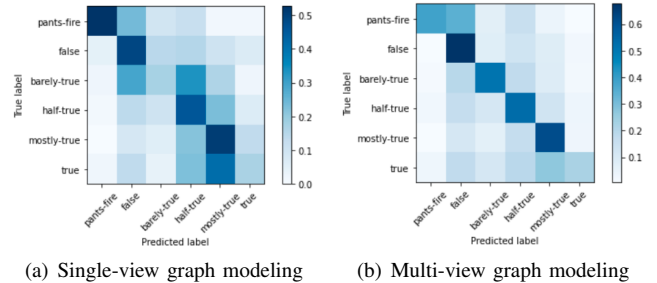 pants-fire
false
barely-true
half-true
mostly-true
true
True label
pants-fire
false
barely-true
half-true
mostly-true
true
Predicted label
0.5
0.4
0.3
0.2
0.1
0.0
(a) Single-view graph modeling
pants-fire
false
barely-true
half-true
mostly-true
true
True label
pants-fire
false
barely-true
half-true
mostly-true
true
Predicted label
0.6
0.5
0.4
0.3
0.2
0.1
(b) Multi-view graph modeling